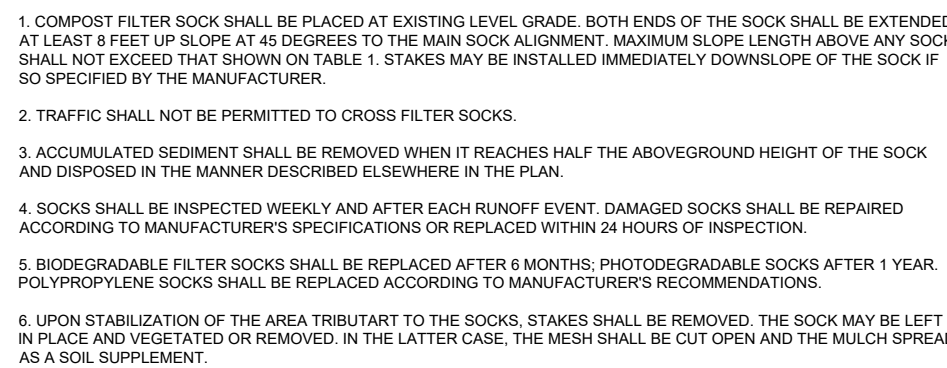 1. COMPOST FILTER SOCK SHALL BE PLACED AT EXISTING LEVEL GRADE. BOTH ENDS OF THE SOCK SHALL BE EXTENDED
AT LEAST 8 FEET UP SLOPE AT 45 DEGREES TO THE MAIN SOCK ALIGNMENT. MAXIMUM SLOPE LENGTH ABOVE ANY SOCK
SHALL NOT EXCEED THAT SHOWN ON TABLE 1. STAKES MAY BE INSTALLED IMMEDIATELY DOWNSLOPE OF THE SOCK IF
SO SPECIFIED BY THE MANUFACTURER.
2. TRAFFIC SHALL NOT BE PERMITTED TO CROSS FILTER SOCKS.
3. ACCUMULATED SEDIMENT SHALL BE REMOVED WHEN IT REACHES HALF THE ABOVEGROUND HEIGHT OF THE SOCK
AND DISPOSED IN THE MANNER DESCRIBED ELSEWHERE IN THE PLAN.
4. SOCKS SHALL BE INSPECTED WEEKLY AND AFTER EACH RUNOFF EVENT. DAMAGED SOCKS SHALL BE REPAIRED
ACCORDING TO MANUFACTURER'S SPECIFICATIONS OR REPLACED WITHIN 24 HOURS OF INSPECTION.
5. BIODEGRADABLE FILTER SOCKS SHALL BE REPLACED AFTER 6 MONTHS; PHOTODEGRADABLE SOCKS AFTER 1 YEAR.
POLYPROPYLENE SOCKS SHALL BE REPLACED ACCORDING TO MANUFACTURER'S RECOMMENDATIONS.
6. UPON STABILIZATION OF THE AREA TRIBUTART TO THE SOCKS, STAKES SHALL BE REMOVED. THE SOCK MAY BE LEFT
IN PLACE AND VEGETATED OR REMOVED. IN THE LATTER CASE, THE MESH SHALL BE CUT OPEN AND THE MULCH SPREAD
AS A SOIL SUPPLEMENT.